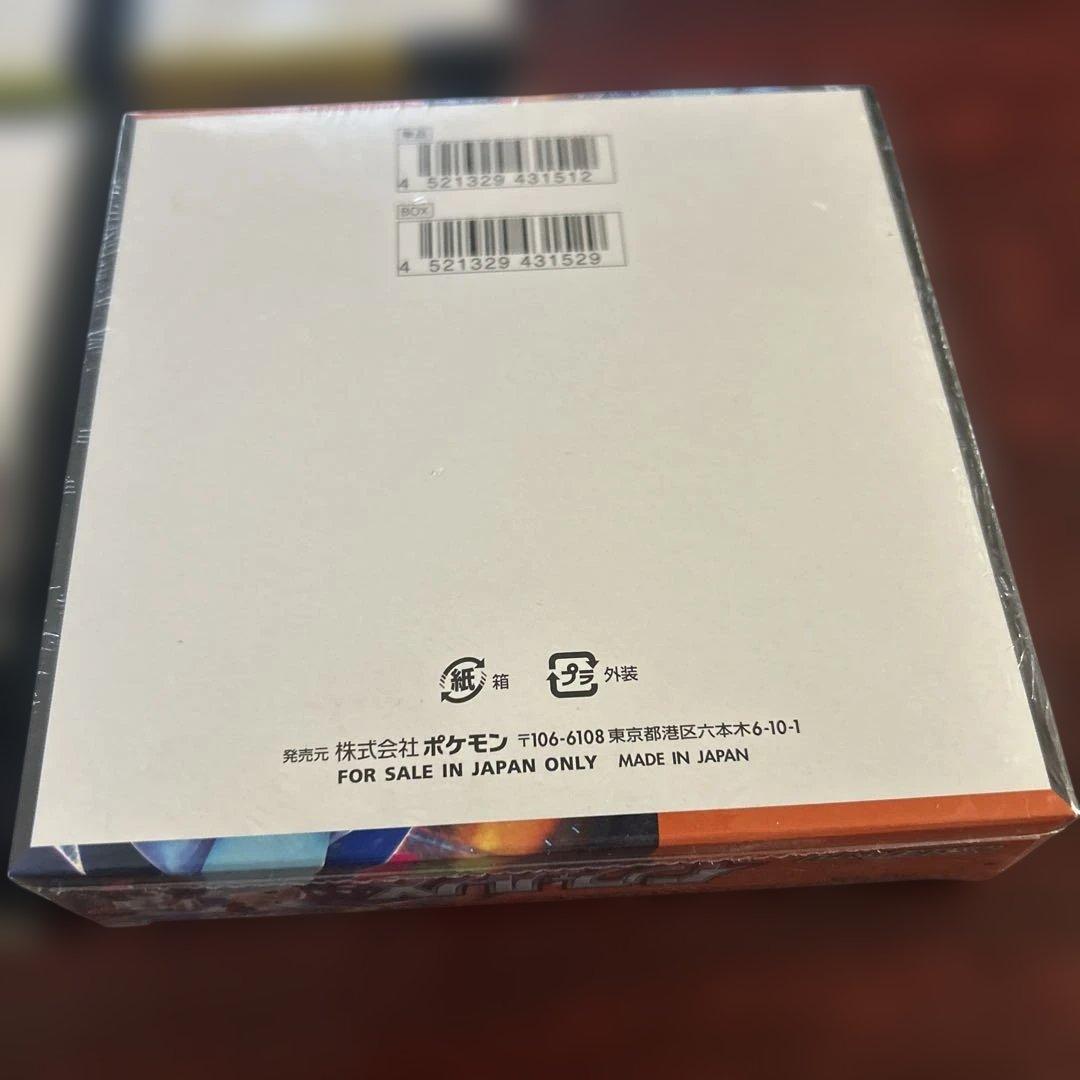 単品
4 521329 431512
BOX
4 521329 431529
紙 箱 プラ 外装
発売元 株式会社 ポケモン 〒106-6108 東京都港区六本木6-10-1
FOR SALE IN JAPAN ONLY MADE IN JAPAN